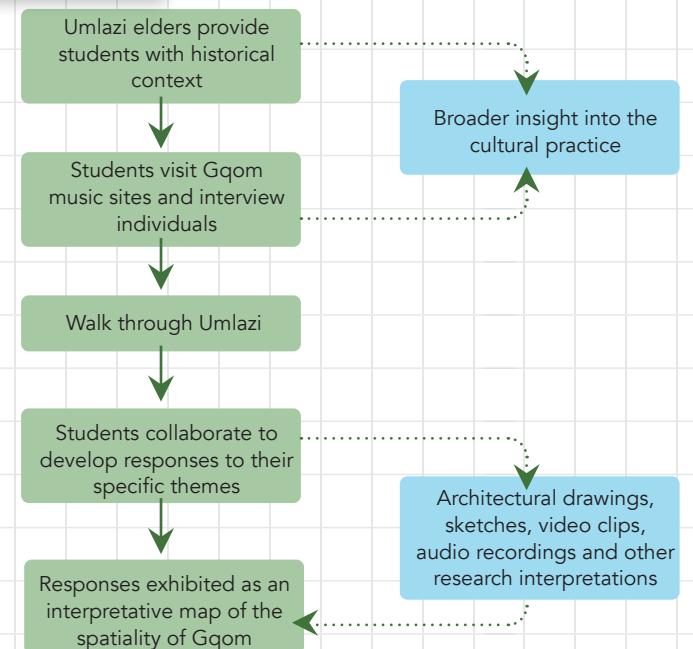 Umlazi elders provide
students with historical
context
Broader insight into the
cultural practice
Students visit Gqom
music sites and interview
individuals
Walk through Umlazi
Students collaborate to
develop responses to their
specific themes
Architectural drawings,
sketches, video clips,
audio recordings and other
research interpretations
Responses exhibited as an
interpretative map of the
spatiality of Gqom